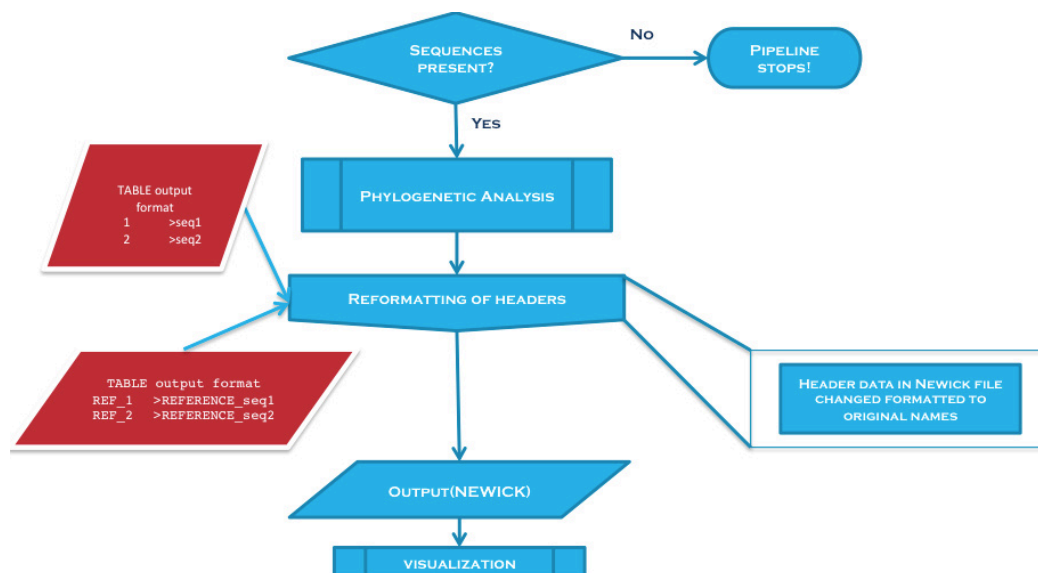 SEQUENCES
PRESENT?
NO
PIPELINE
STOPS!
YES
PHYLOGENETIC ANALYSIS
TABLE output
format
1 >seq1
2 >seq2
REFORMATTING OF HEADERS
TABLE output format
REF_1 >REFERENCE_seq1
REF_2 >REFERENCE_seq2
HEADER DATA IN NEWICK FILE
CHANGED FORMATTED TO
ORIGINAL NAMES
OUTPUT(NEWICK)
VISUALIZATION